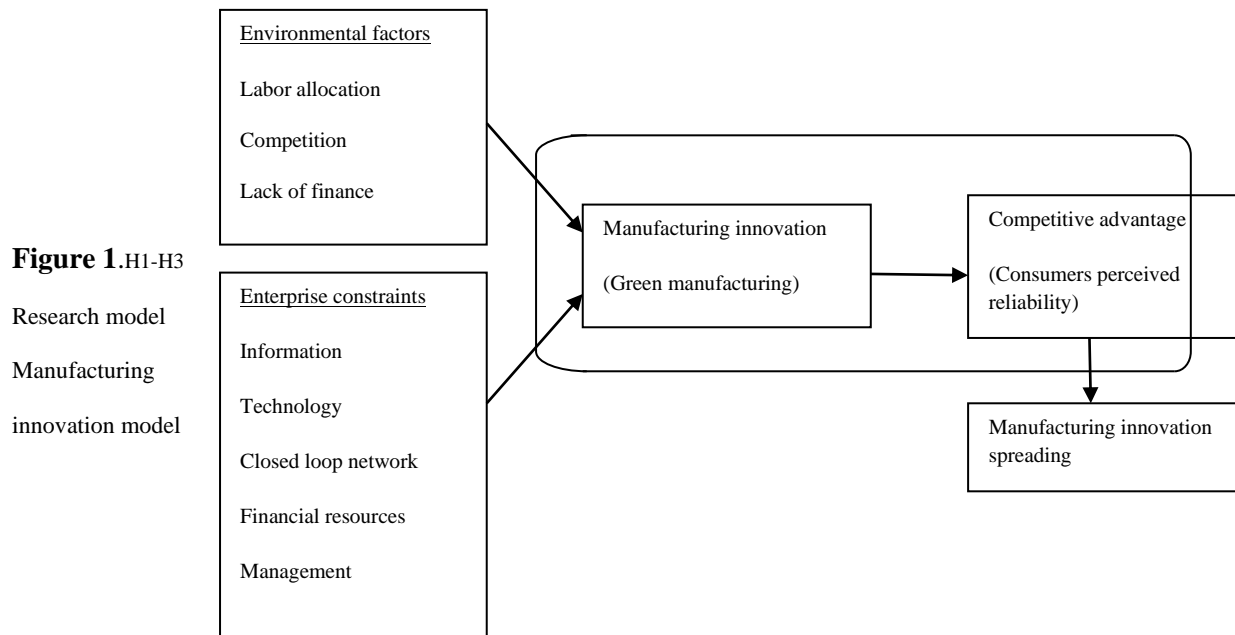 Figure 1.H1-H3
Research model
Manufacturing
innovation model
Environmental factors
Labor allocation
Competition
Lack of finance
Enterprise constraints
Information
Technology
Closed loop network
Financial resources
Management
Manufacturing innovation
(Green manufacturing)
Competitive advantage
(Consumers perceived
reliability)
Manufacturing innovation
spreading